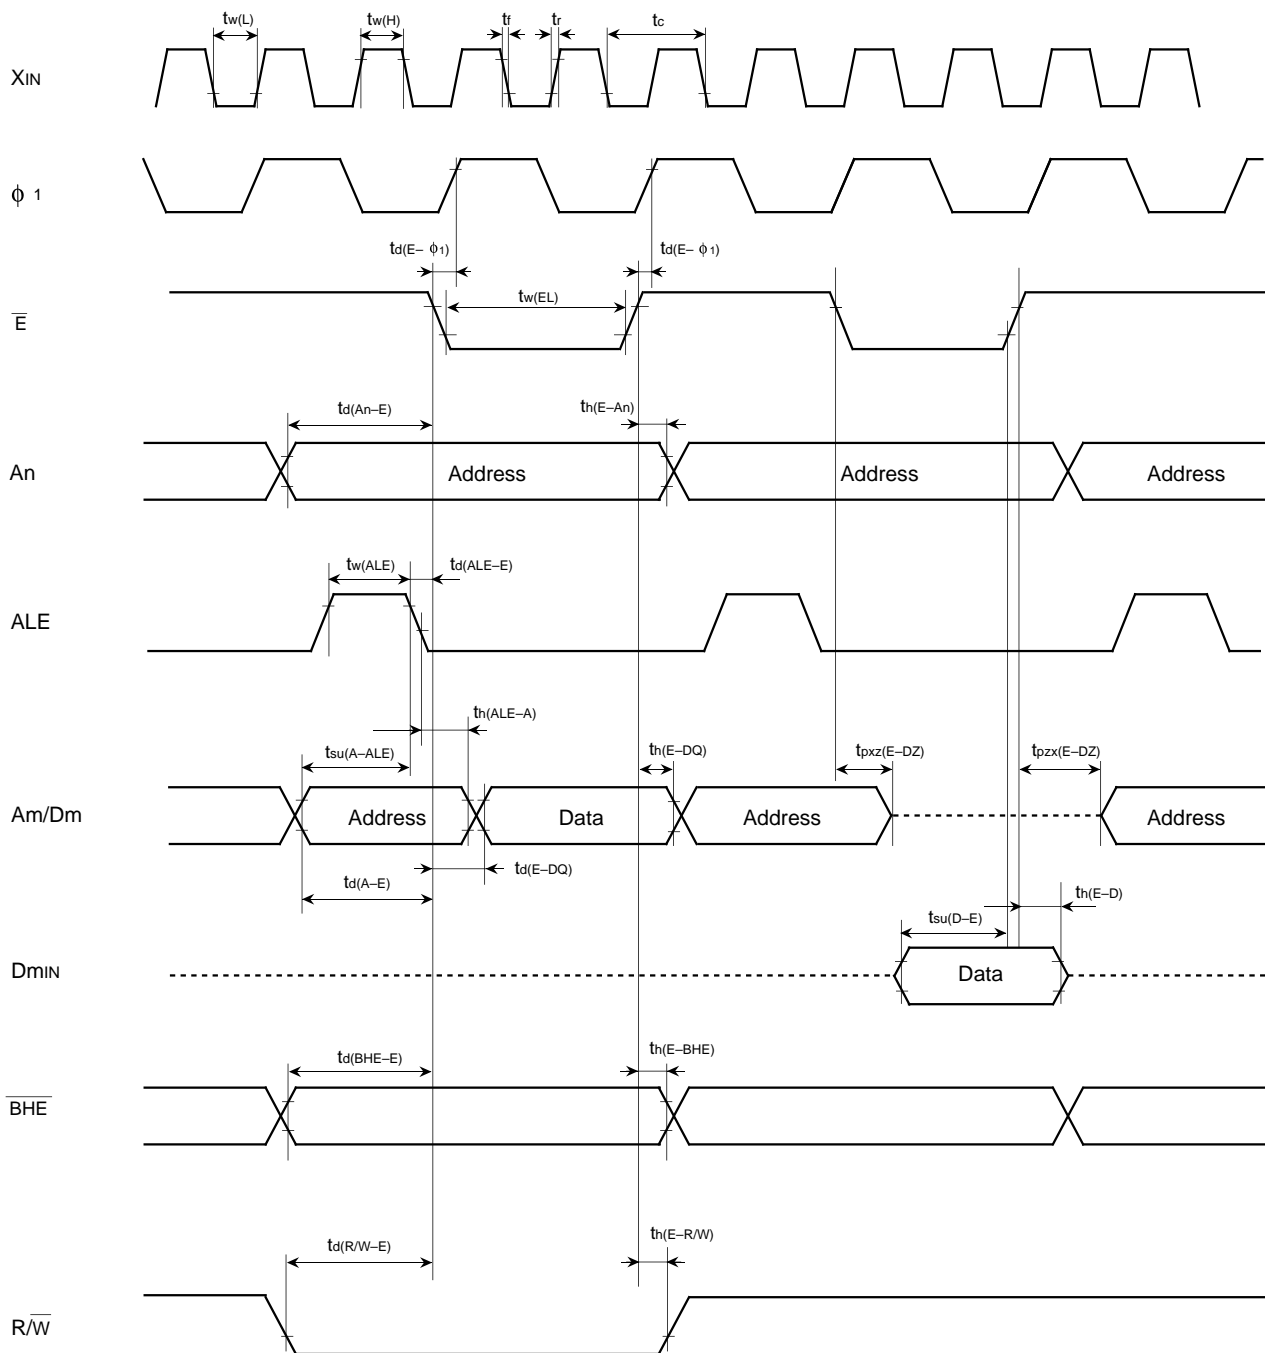 tw(L) tw(H) tf tr tc
XIN
ϕ 1
td(E– ϕ1) td(E– ϕ1)
tw(EL)
E̅
td(An–E) th(E–An)
An Address Address Address
tw(ALE) td(ALE–E)
ALE
th(ALE–A)
tsu(A–ALE) th(E–DQ) tpxz(E–DZ) tpzx(E–DZ)
Am/Dm Address Data Address Address
td(E–DQ)
td(A–E)
th(E–D)
tsu(D–E)
DmIN Data
td(BHE–E) th(E–BHE)
B̅H̅E̅
td(R/W–E) th(E–R/W)
R/W̅